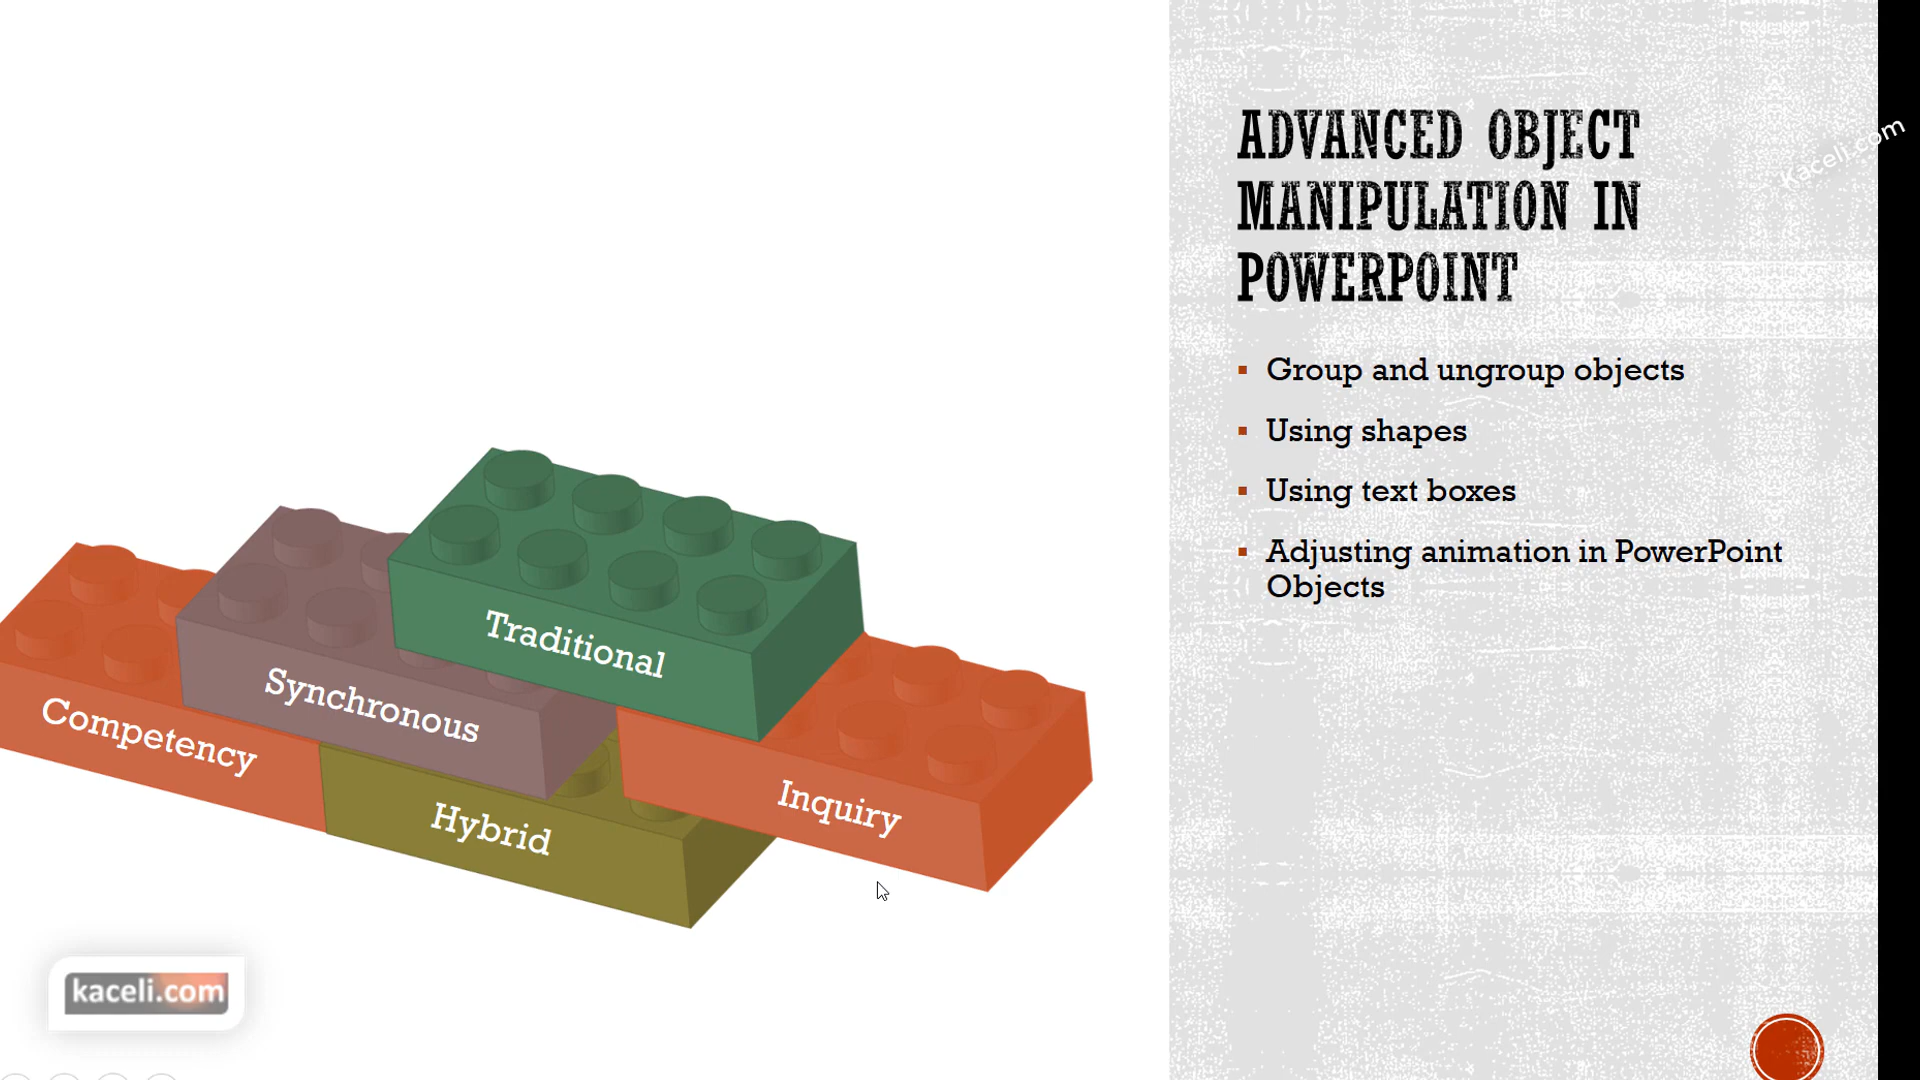 ADVANCED OBJECT
MANIPULATION IN
POWERPOINT
Kaceli.com
▪ Group and ungroup objects
▪ Using shapes
▪ Using text boxes
▪ Adjusting animation in PowerPoint
Objects
Traditional
Synchronous
Competency
Inquiry
Hybrid
kaceli.com